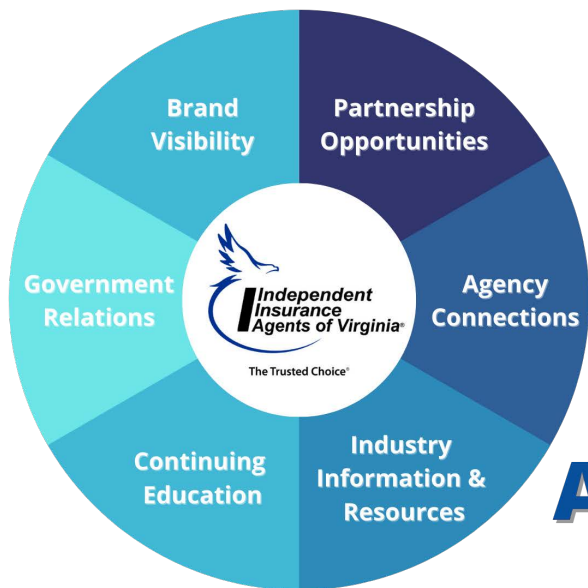 Brand
Visibility
Partnership
Opportunities
Government
Relations
Agency
Connections
Independent
Insurance
Agents of Virginia®
The Trusted Choice®
Continuing
Education
Industry
Information &
Resources
A